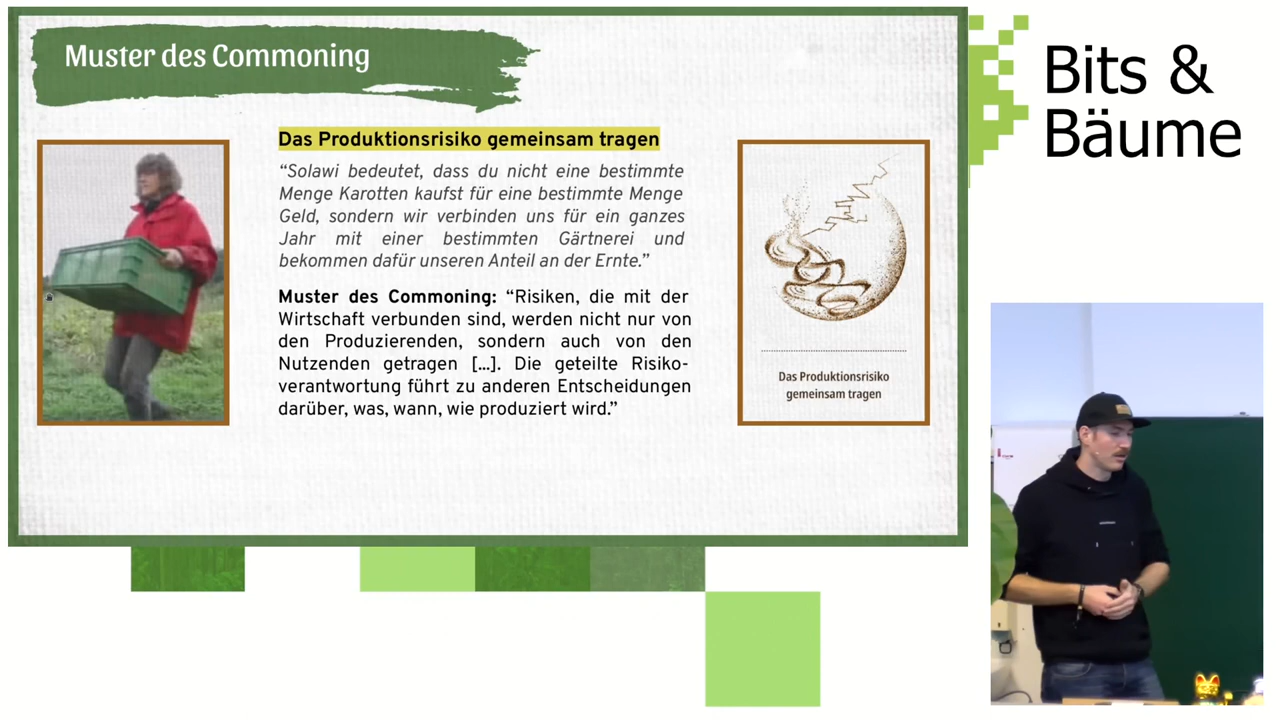 Muster des Commoning
Das Produktionsrisiko gemeinsam tragen
“Solawi bedeutet, dass du nicht eine bestimmte
Menge Karotten kaufst für eine bestimmte Menge
Geld, sondern wir verbinden uns für ein ganzes
Jahr mit einer bestimmten Gärtnerei und
bekommen dafür unseren Anteil an der Ernte.”
Muster des Commoning: “Risiken, die mit der
Wirtschaft verbunden sind, werden nicht nur von
den Produzierenden, sondern auch von den
Nutzenden getragen [...]. Die geteilte Risiko-
verantwortung führt zu anderen Entscheidungen
darüber, was, wann, wie produziert wird.”
Das Produktionsrisiko
gemeinsam tragen
Bits &
Bäume